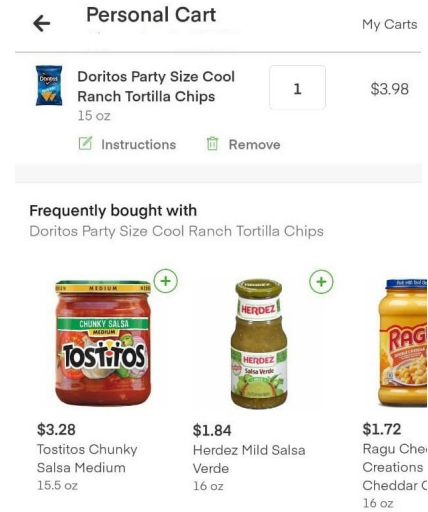 Personal Cart
My Carts
Doritos Party Size Cool
Ranch Tortilla Chips
15 oz
1
$3.98
Instructions
Remove
Frequently bought with
Doritos Party Size Cool Ranch Tortilla Chips
MEDIUM
CHUNKY SALSA
MEDIUM
TOSTITOS
HERDEZ
HERDEZ
Salsa Verde
RAG
$3.28
Tostitos Chunky
Salsa Medium
15.5 oz
$1.84
Herdez Mild Salsa
Verde
16 oz
$1.72
Ragu Chee
Creations
Cheddar C
16 oz